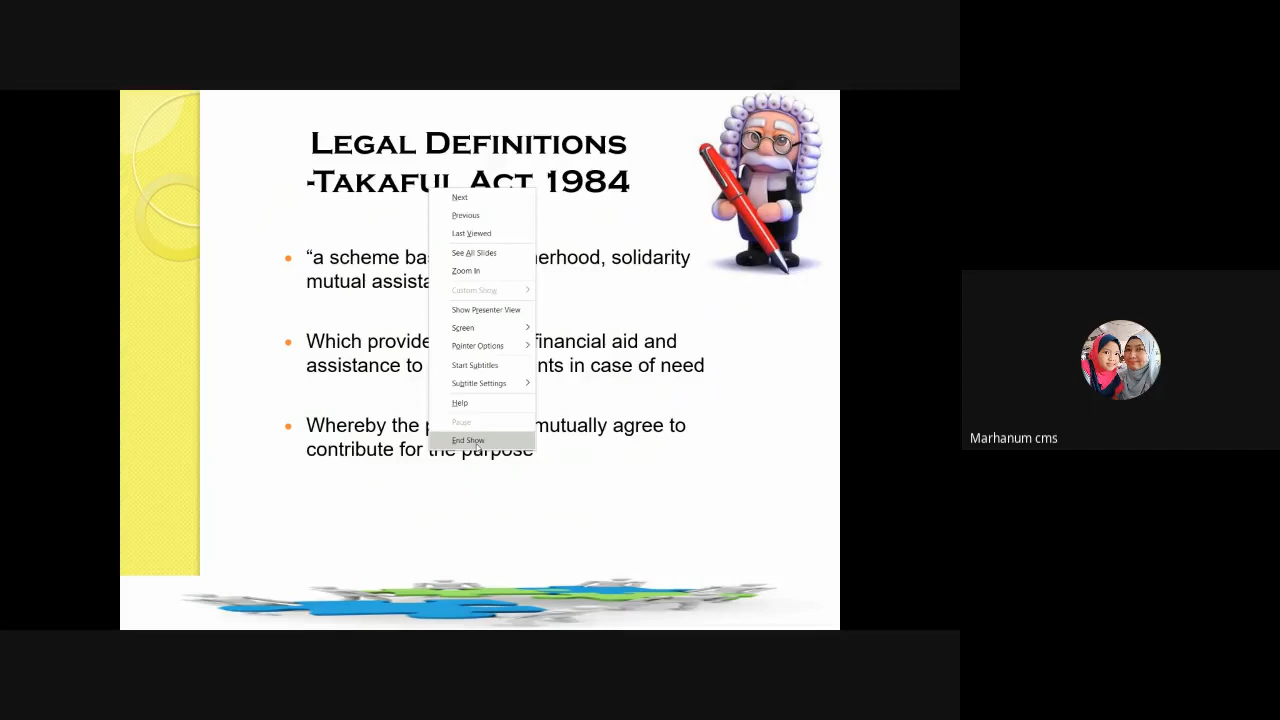 LEGAL DEFINITIONS
-TAKAFUL ACT 1984
“a scheme ba erhood, solidarity
mutual assista
Which provide financial aid and
assistance to nts in case of need
Whereby the p mutually agree to
contribute for the purpose
Next
Previous
Last Viewed
See All Slides
Zoom In
Custom Show
Show Presenter View
Screen
Pointer Options
Start Subtitles
Subtitle Settings
Help
Pause
End Show
Marhanum cms